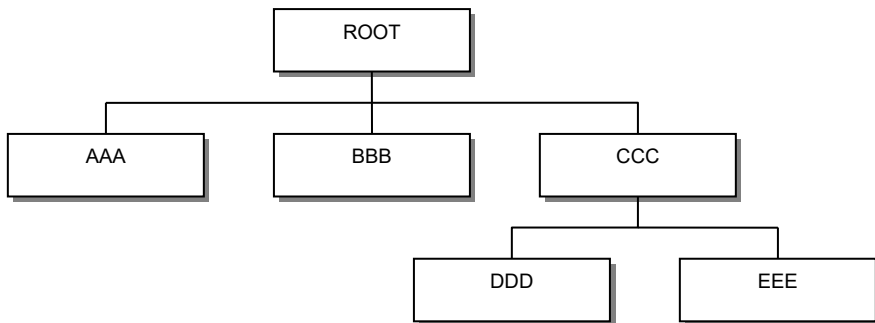 ROOT
AAA
BBB
CCC
DDD
EEE